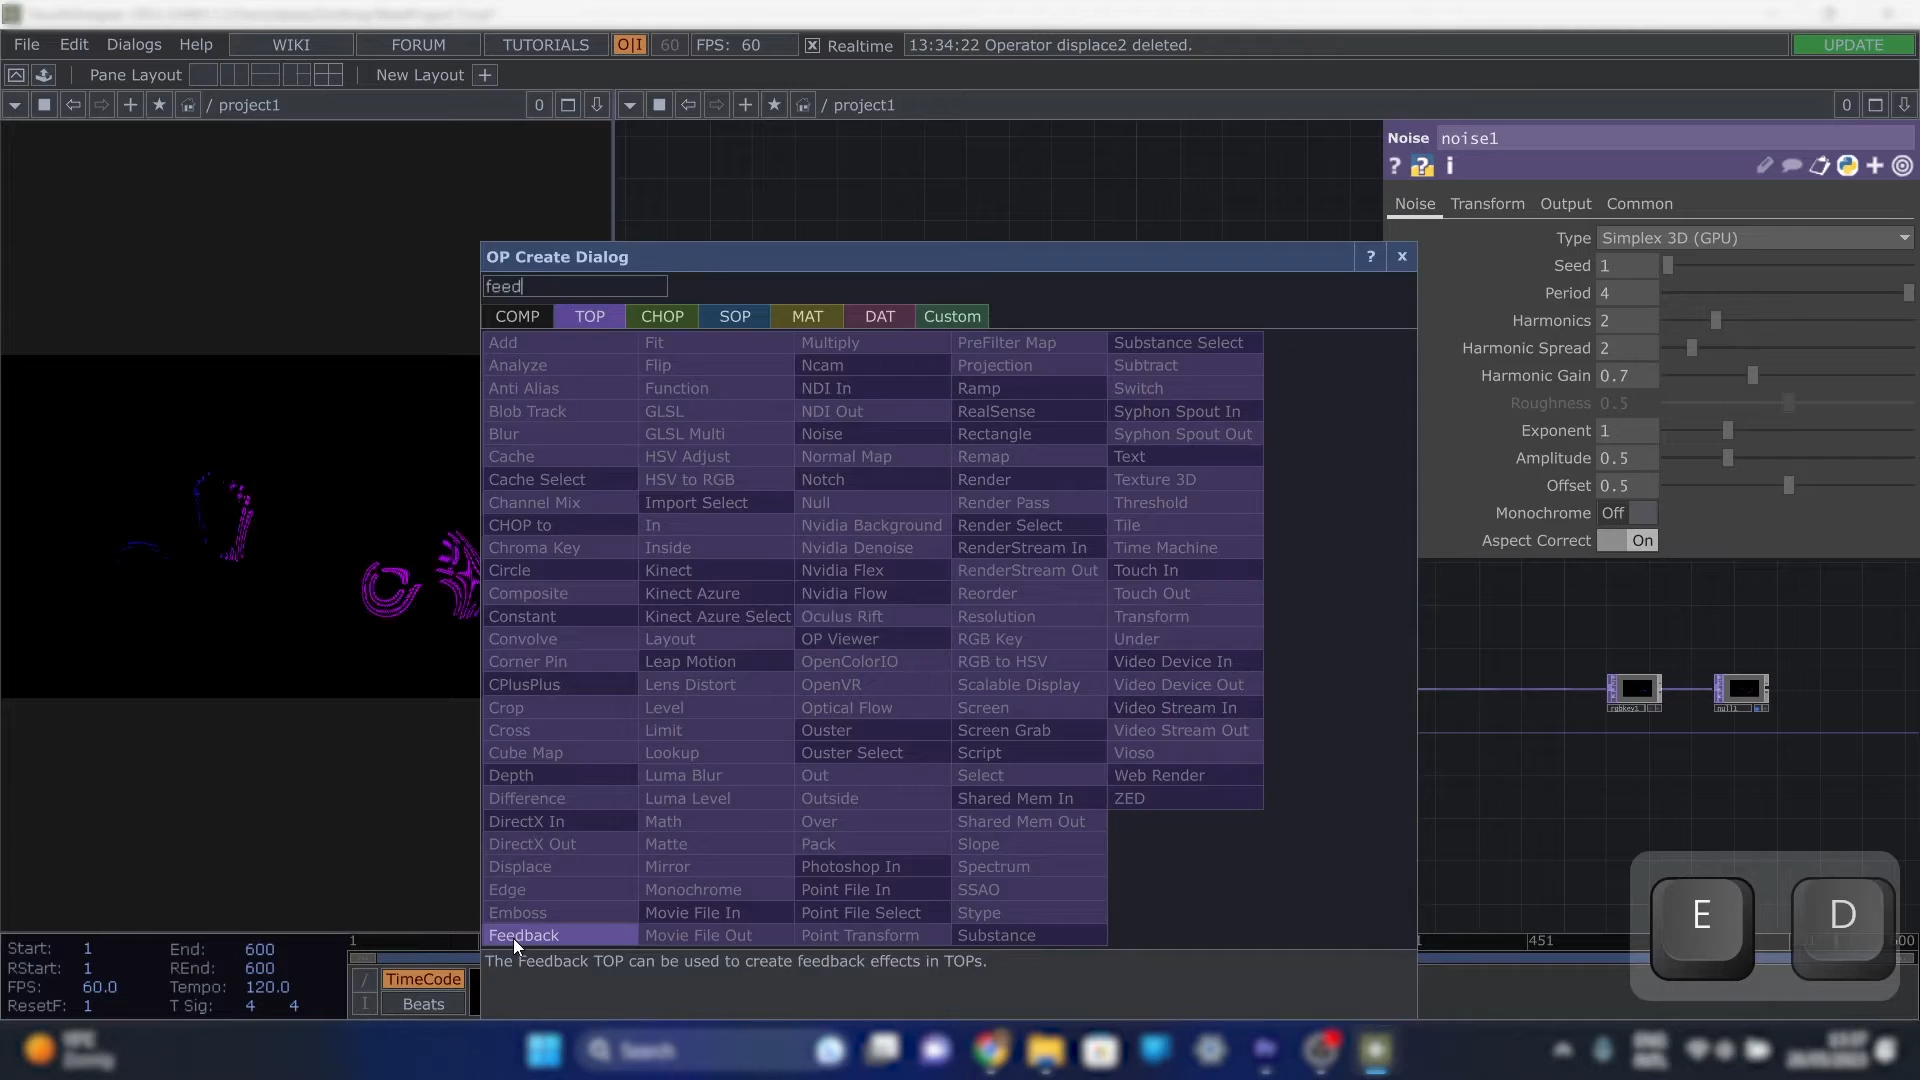 File Edit Dialogs Help WIKI FORUM TUTORIALS O|I 60 FPS: 60 Realtime 13:34:22 Operator displace2 deleted. UPDATE
Pane Layout New Layout +
/ project1 0 / project1 0
Noise noise1
Noise Transform Output Common
Type Simplex 3D (GPU)
Seed 1
Period 4
Harmonics 2
Harmonic Spread 2
Harmonic Gain 0.7
Roughness 0.5
Exponent 1
Amplitude 0.5
Offset 0.5
Monochrome Off
Aspect Correct On
OP Create Dialog ? x
feed
COMP TOP CHOP SOP MAT DAT Custom
Add Fit Multiply PreFilter Map Substance Select
Analyze Flip Ncam Projection Subtract
Anti Alias Function NDI In Ramp Switch
Blob Track GLSL NDI Out RealSense Syphon Spout In
Blur GLSL Multi Noise Rectangle Syphon Spout Out
Cache HSV Adjust Normal Map Remap Text
Cache Select HSV to RGB Notch Render Texture 3D
Channel Mix Import Select Null Render Pass Threshold
CHOP to In Nvidia Background Render Select Tile
Chroma Key Inside Nvidia Denoise RenderStream In Time Machine
Circle Kinect Nvidia Flex RenderStream Out Touch In
Composite Kinect Azure Nvidia Flow Reorder Touch Out
Constant Kinect Azure Select Oculus Rift Resolution Transform
Convolve Layout OP Viewer RGB Key Under
Corner Pin Leap Motion OpenColorIO RGB to HSV Video Device In
CPlusPlus Lens Distort OpenVR Scalable Display Video Device Out
Crop Level Optical Flow Screen Video Stream In
Cross Limit Ouster Screen Grab Video Stream Out
Cube Map Lookup Ouster Select Script Vioso
Depth Luma Blur Out Select Web Render
Difference Luma Level Outside Shared Mem In ZED
DirectX In Math Over Shared Mem Out
DirectX Out Matte Pack Slope
Displace Mirror Photoshop In Spectrum
Edge Monochrome Point File In SSAO
Emboss Movie File In Point File Select Stype
Feedback Movie File Out Point Transform Substance
The Feedback TOP can be used to create feedback effects in TOPs.
rgbkey1 null1
E D
Start: 1 End: 600
RStart: 1 REnd: 600
FPS: 60.0 Tempo: 120.0
ResetF: 1 T Sig: 4 4
1 451
TimeCode
Beats
Search